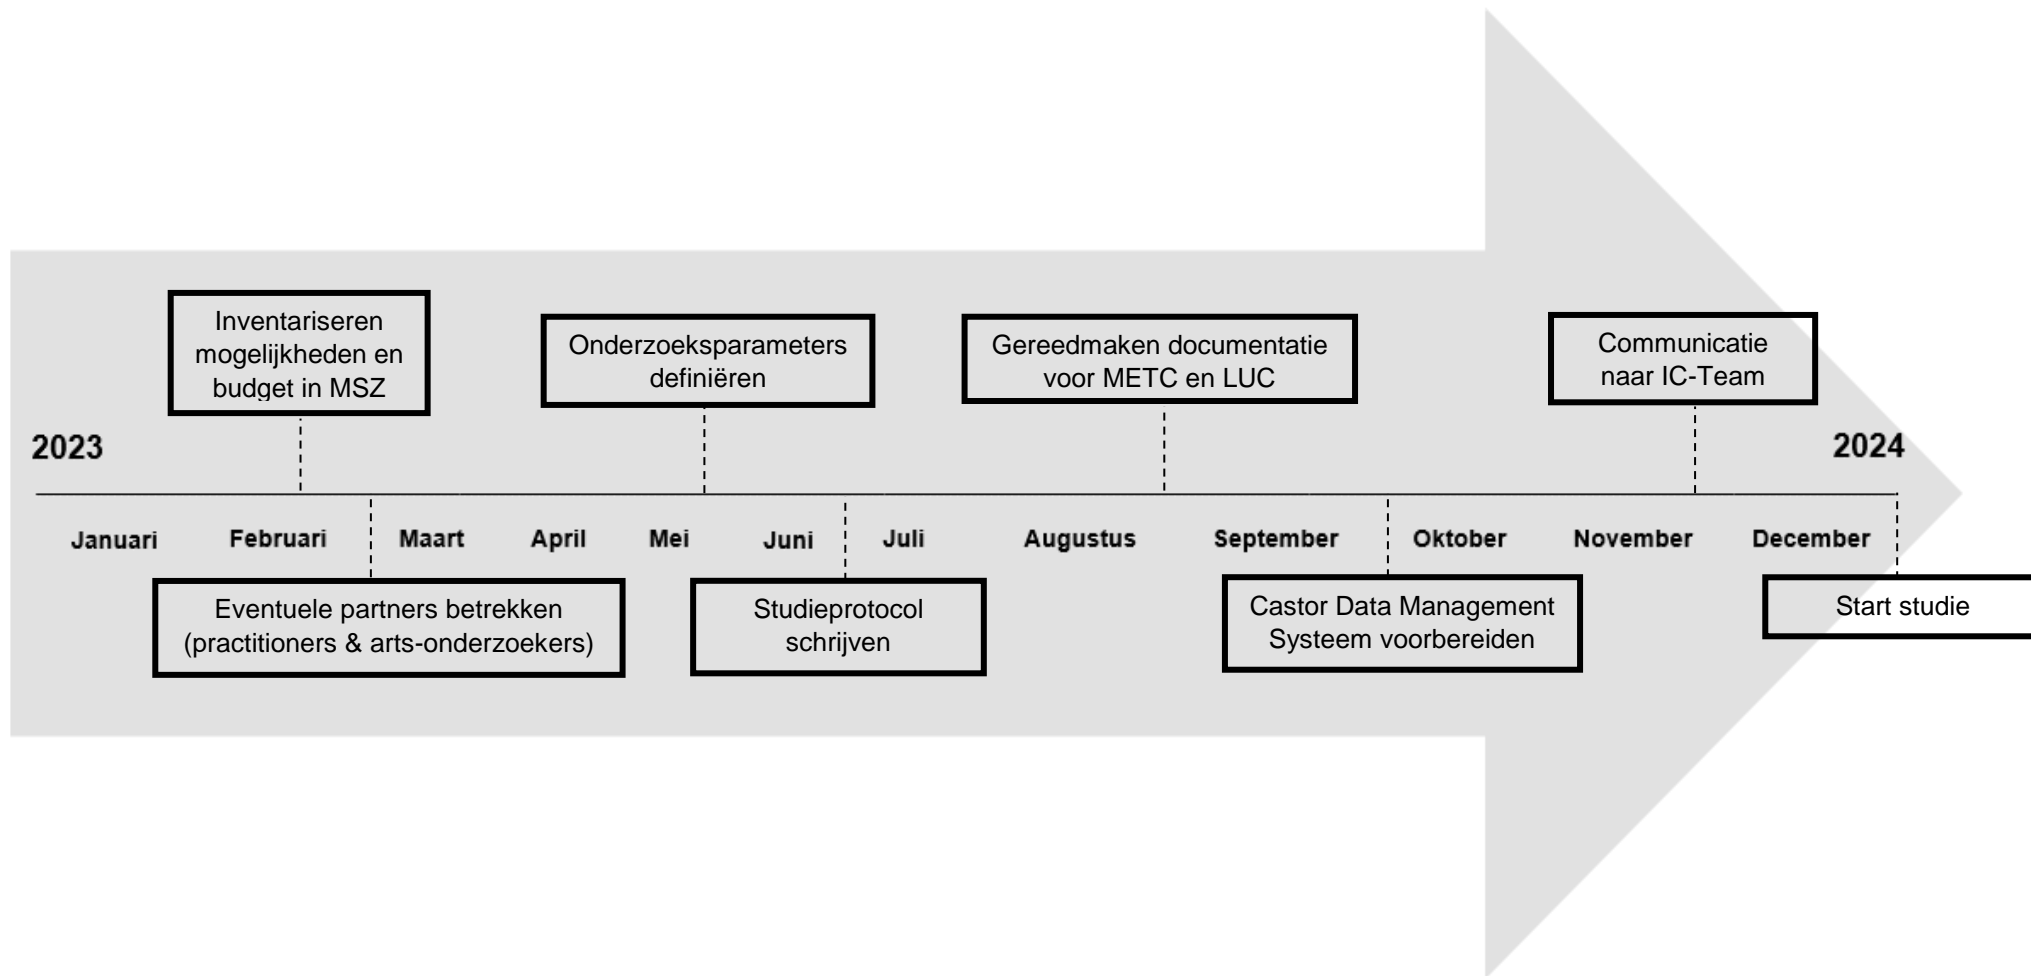 Inventariseren
mogelijkheden en
budget in MSZ
Onderzoeksparameters
definiëren
Gereedmaken documentatie
voor METC en LUC
Communicatie
naar IC-Team
2023
2024
Januari
Februari
Maart
April
Mei
Juni
Juli
Augustus
September
Oktober
November
December
Eventuele partners betrekken
(practitioners & arts-onderzoekers)
Studieprotocol
schrijven
Castor Data Management
Systeem voorbereiden
Start studie